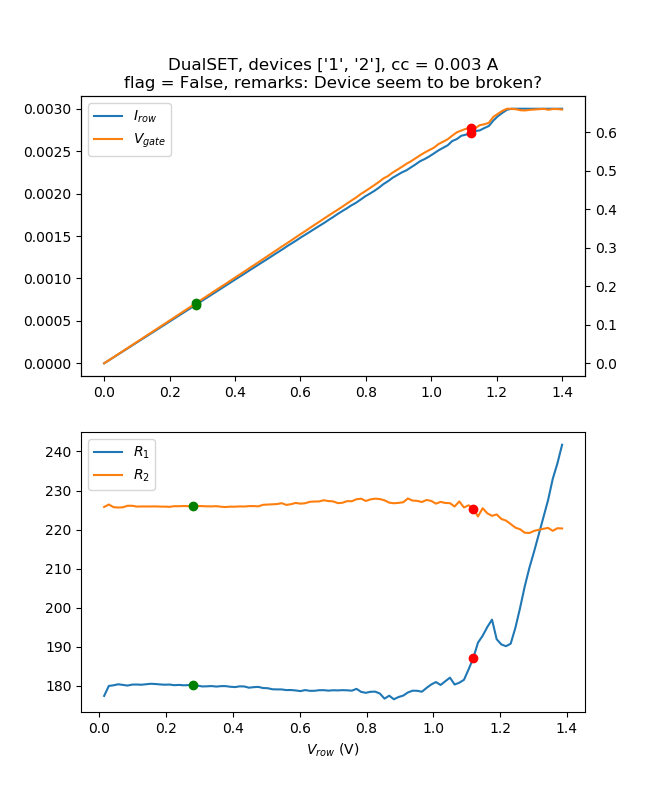 DualSET, devices ['1', '2'], cc = 0.003 A
flag = False, remarks: Device seem to be broken?
I_row
V_gate
0.0030
0.0025
0.0020
0.0015
0.0010
0.0005
0.0000
0.6
0.5
0.4
0.3
0.2
0.1
0.0
0.0 0.2 0.4 0.6 0.8 1.0 1.2 1.4
R_1
R_2
240
230
220
210
200
190
180
0.0 0.2 0.4 0.6 0.8 1.0 1.2 1.4
V_row (V)